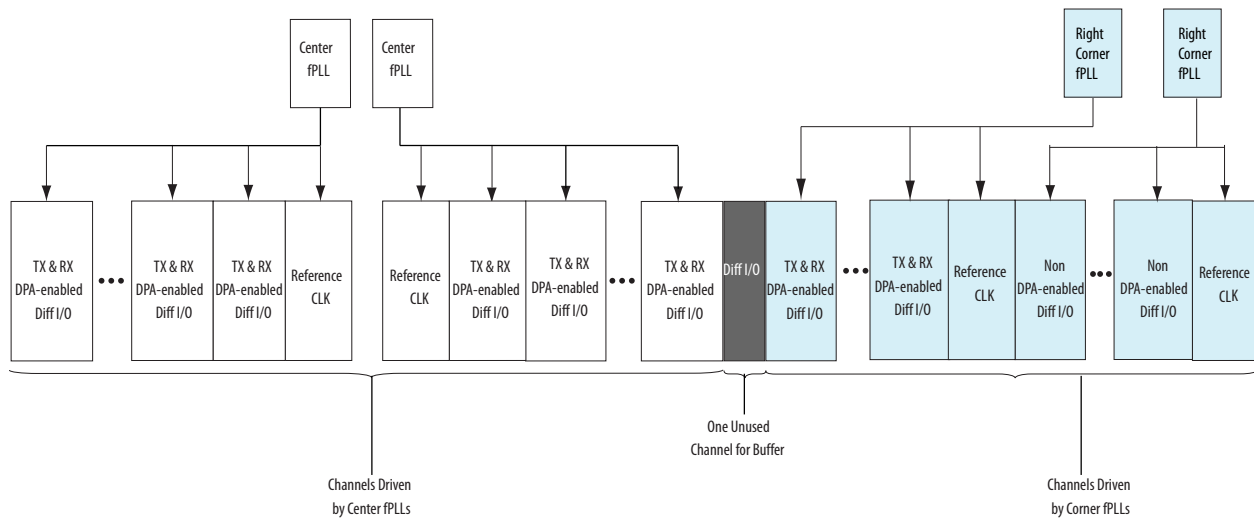 Center
fPLL
Center
fPLL
Right
Corner
fPLL
Right
Corner
fPLL
TX & RX
DPA-enabled
Diff I/O
•••
TX & RX
DPA-enabled
Diff I/O
TX & RX
DPA-enabled
Diff I/O
Reference
CLK
Reference
CLK
TX & RX
DPA-enabled
Diff I/O
TX & RX
DPA-enabled
Diff I/O
•••
TX & RX
DPA-enabled
Diff I/O
Diff I/O
TX & RX
DPA-enabled
Diff I/O
•••
TX & RX
DPA-enabled
Diff I/O
Reference
CLK
Non
DPA-enabled
Diff I/O
•••
Non
DPA-enabled
Diff I/O
Reference
CLK
One Unused
Channel for Buffer
Channels Driven
by Center fPLLs
Channels Driven
by Corner fPLLs